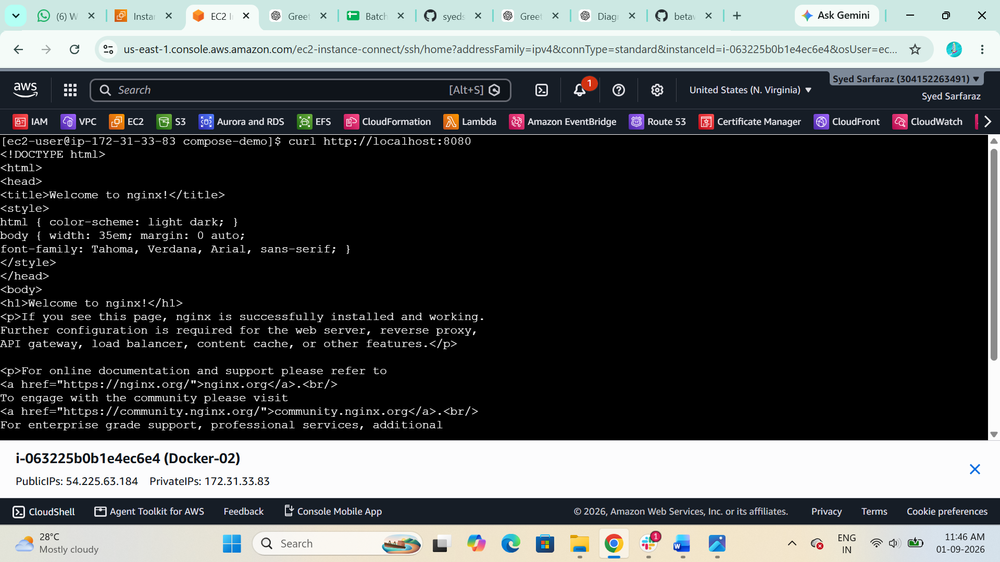 (6) W
Instar
EC2 I
Greet
Batch
syeds
Greet
Diagr
betaw
Ask Gemini
us-east-1.console.aws.amazon.com/ec2-instance-connect/ssh/home?addressFamily=ipv4&connType=standard&instanceId=i-063225b0b1e4ec6e4&osUser=ec...
aws
Search
[Alt+S]
1
United States (N. Virginia)
Syed Sarfaraz (304152263491)
Syed Sarfaraz
IAM
VPC
EC2
S3
Aurora and RDS
EFS
CloudFormation
Lambda
Amazon EventBridge
Route 53
Certificate Manager
CloudFront
CloudWatch
[ec2-user@ip-172-31-33-83 compose-demo]$ curl http://localhost:8080
<!DOCTYPE html>
<html>
<head>
<title>Welcome to nginx!</title>
<style>
html { color-scheme: light dark; }
body { width: 35em; margin: 0 auto;
font-family: Tahoma, Verdana, Arial, sans-serif; }
</style>
</head>
<body>
<h1>Welcome to nginx!</h1>
<p>If you see this page, nginx is successfully installed and working.
Further configuration is required for the web server, reverse proxy,
API gateway, load balancer, content cache, or other features.</p>
<p>For online documentation and support please refer to
<a href="https://nginx.org/">nginx.org</a>.<br/>
To engage with the community please visit
<a href="https://community.nginx.org/">community.nginx.org</a>.<br/>
For enterprise grade support, professional services, additional
i-063225b0b1e4ec6e4 (Docker-02)
PublicIPs: 54.225.63.184 PrivateIPs: 172.31.33.83
CloudShell
Agent Toolkit for AWS
Feedback
Console Mobile App
© 2026, Amazon Web Services, Inc. or its affiliates.
Privacy
Terms
Cookie preferences
28°C
Mostly cloudy
Search
1
ENG
IN
11:46 AM
01-09-2026